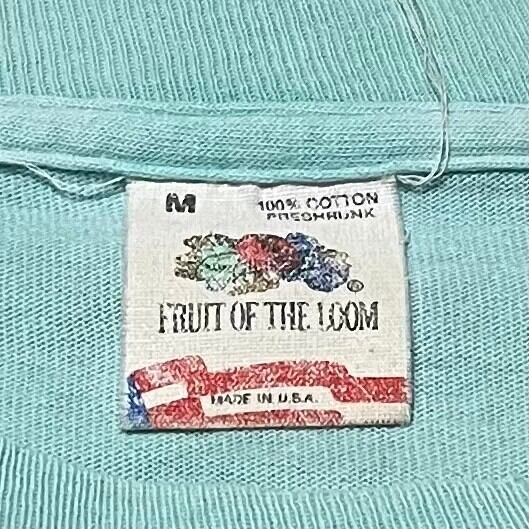 M
100% COTTON
PRESHRUNK
®
FRUIT OF THE LOOM
MADE IN U.S.A.